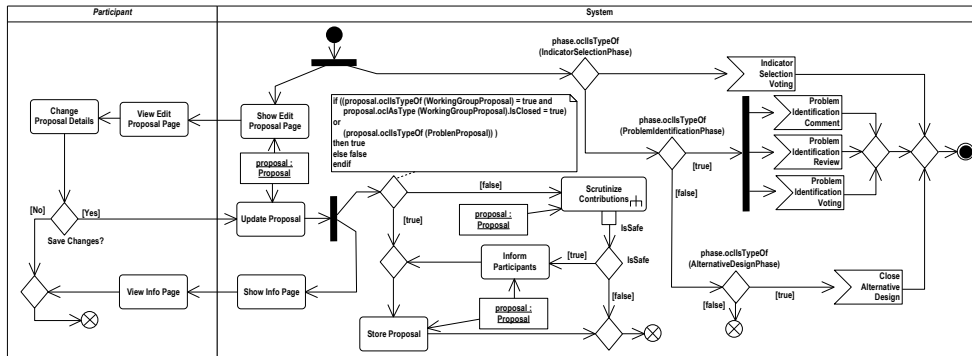 Participant
System
phase.oclIsTypeOf
(IndicatorSelectionPhase)
Indicator
Selection
Voting
if ((proposal.oclIsTypeOf (WorkingGroupProposal) = true and
proposal.oclAsType (WorkingGroupProposal).IsClosed = true)
or
(proposal.oclIsTypeOf (ProblenProposal)) )
then true
else false
endif
Change
Proposal Details
View Edit
Proposal Page
Show Edit
Proposal Page
phase.oclIsTypeOf
(ProblemIdentificationPhase)
[true]
[false]
Problem
Identification
Comment
Problem
Identification
Review
Problem
Identification
Voting
proposal :
Proposal
[No]
[Yes]
Save Changes?
Update Proposal
[false]
[true]
Scrutinize
Contributions
proposal :
Proposal
IsSafe
IsSafe
[true]
[false]
Inform
Participants
View Info Page
Show Info Page
proposal :
Proposal
Store Proposal
phase.oclIsTypeOf
(AlternativeDesignPhase)
[false]
[true]
Close
Alternative
Design